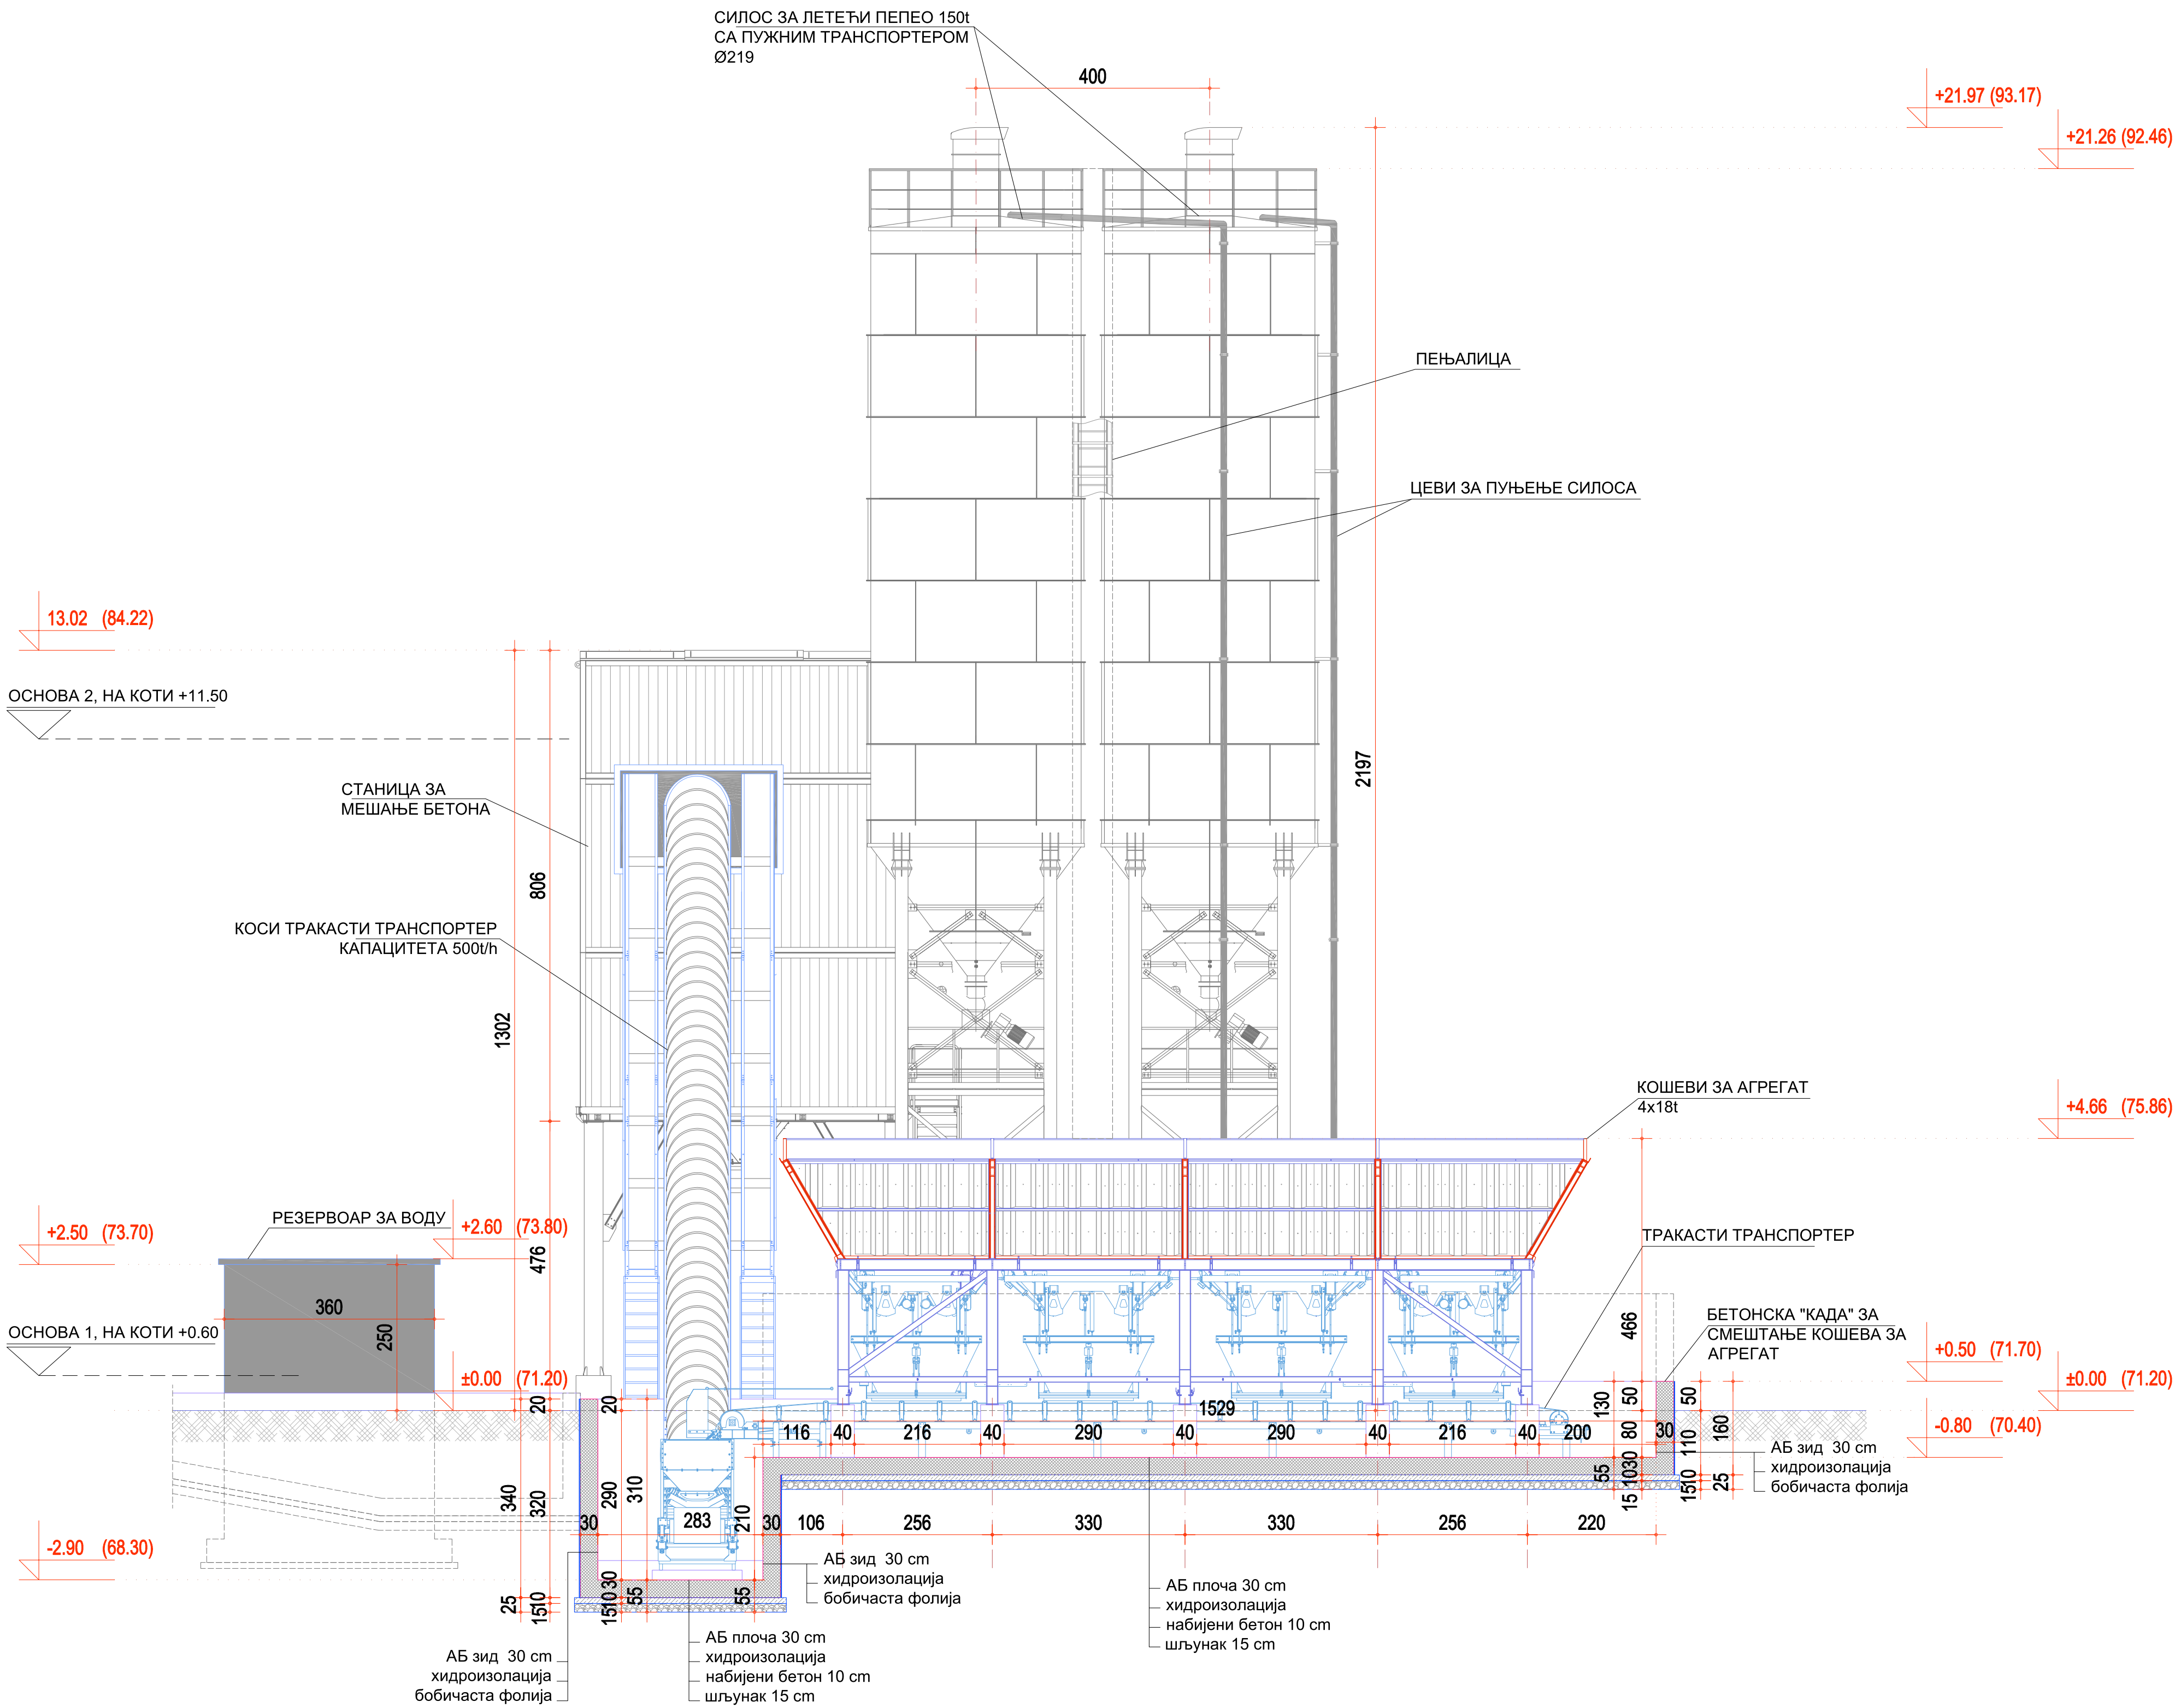 СИЛОС ЗА ЛЕТЕЋИ ПЕПЕО 150t
СА ПУЖНИМ ТРАНСПОРТЕРОМ
Ø219
400
+21.97 (93.17)
+21.26 (92.46)
ПЕЊАЛИЦА
ЦЕВИ ЗА ПУЊЕЊЕ СИЛОСА
13.02 (84.22)
ОСНОВА 2, НА КОТИ +11.50
2197
СТАНИЦА ЗА
МЕШАЊЕ БЕТОНА
806
КОСИ ТРАКАСТИ ТРАНСПОРТЕР
КАПАЦИТЕТА 500t/h
1302
КОШЕВИ ЗА АГРЕГАТ
4x18t
+4.66 (75.86)
РЕЗЕРВОАР ЗА ВОДУ
+2.50 (73.70)
+2.60 (73.80)
476
ТРАКАСТИ ТРАНСПОРТЕР
360
250
466
ОСНОВА 1, НА КОТИ +0.60
БЕТОНСКА "КАДА" ЗА
СМЕШТАЊЕ КОШЕВА ЗА
АГРЕГАТ
+0.50 (71.70)
±0.00 (71.20)
±0.00 (71.20)
20
20
1529
130
50
50
116
40
216
40
290
40
290
40
216
40
200
80
30
160
110
-0.80 (70.40)
АБ зид 30 cm
хидроизолација
бобичаста фолија
340
320
290
310
210
55
30
10
15
10
15
25
30
283
30
106
256
330
330
256
220
-2.90 (68.30)
АБ зид 30 cm
хидроизолација
бобичаста фолија
25
10
15
30
10
15
55
55
АБ плоча 30 cm
хидроизолација
набијени бетон 10 cm
шљунак 15 cm
АБ зид 30 cm
хидроизолација
бобичаста фолија
АБ плоча 30 cm
хидроизолација
набијени бетон 10 cm
шљунак 15 cm